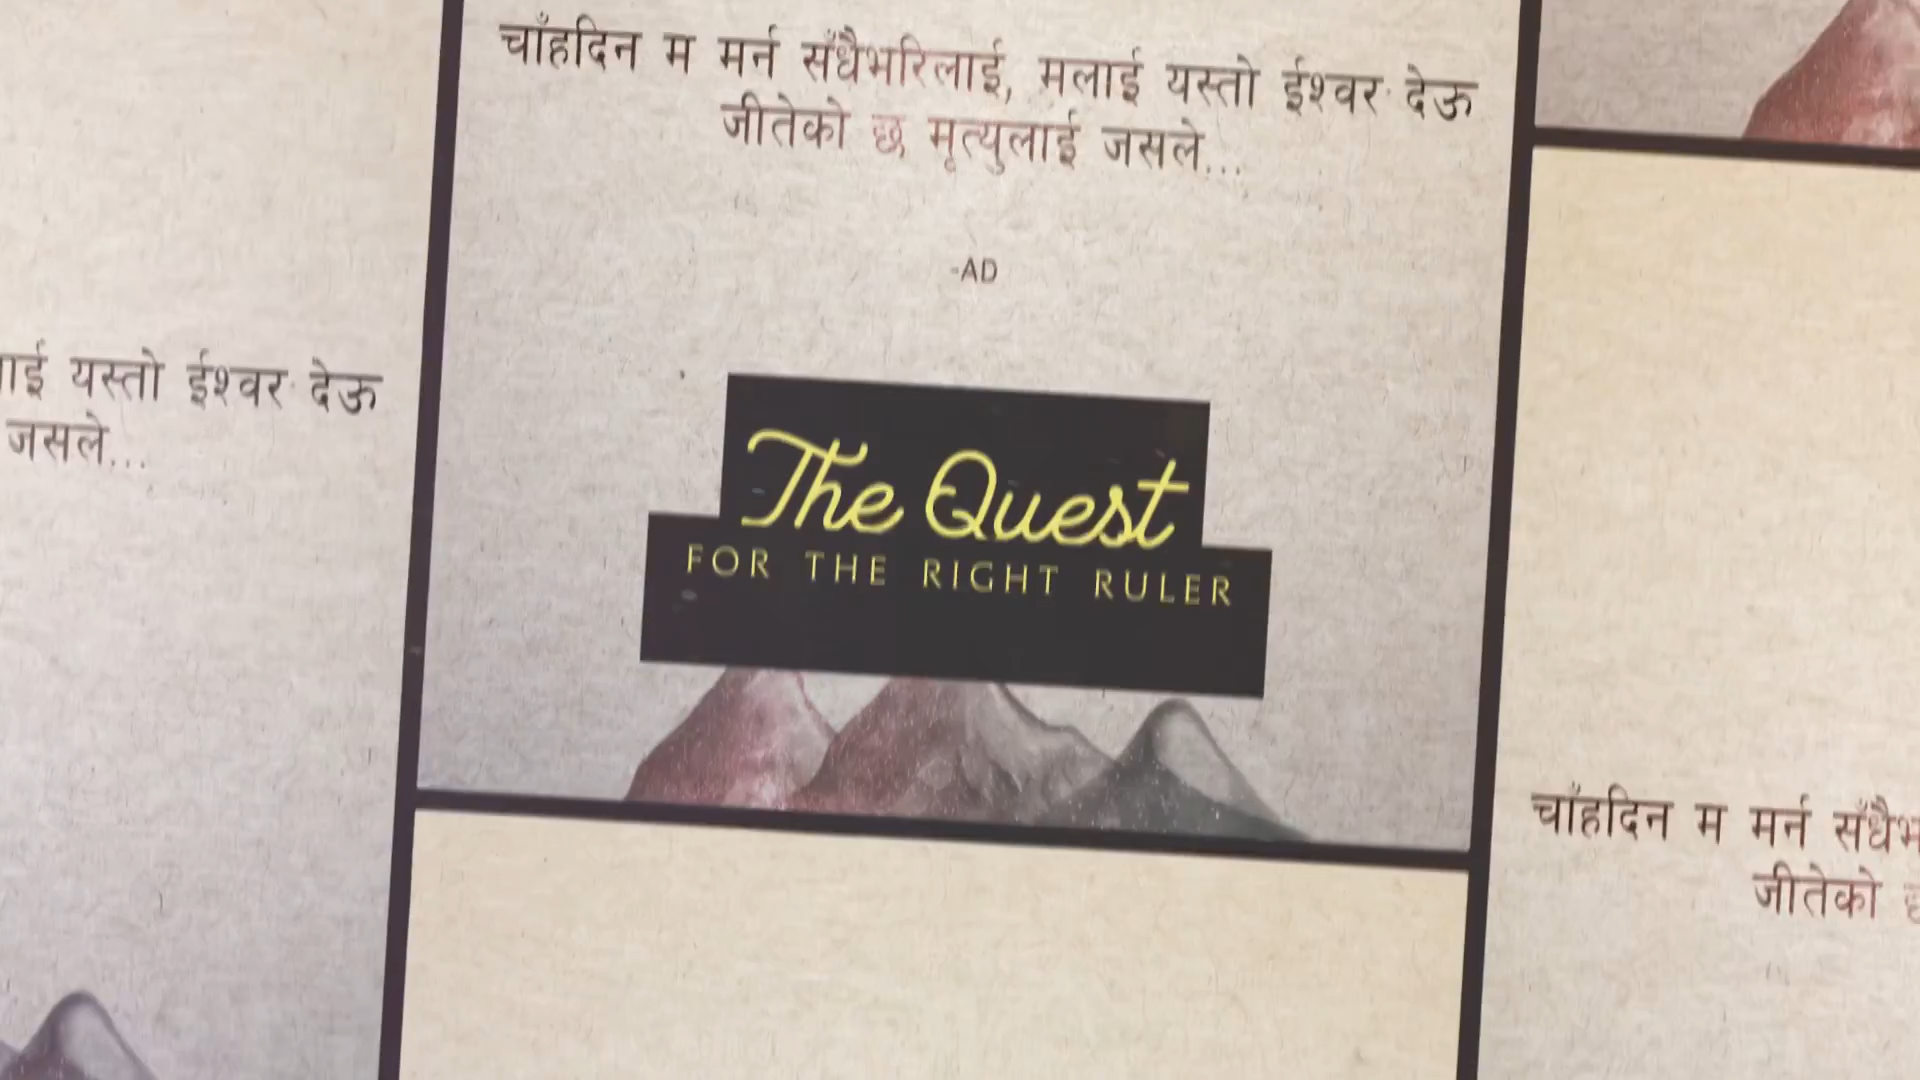 चाँहदिन म मर्न सँधैभरिलाई, मलाई यस्तो ईश्वर देऊ
जीतेको छ मृत्युलाई जसले...
-AD
यस्तो ईश्वर देऊ
जसले...
The Quest
FOR THE RIGHT RULER
चाँहदिन म मर्न
जीतेको